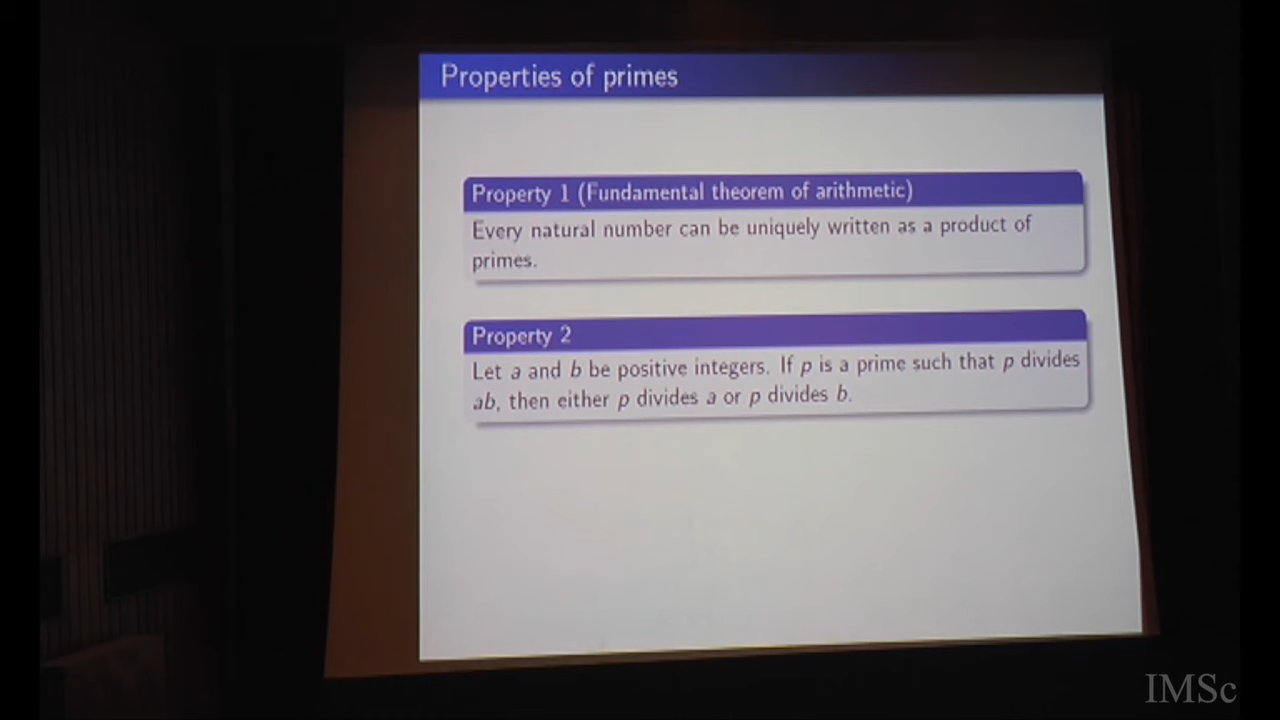 Properties of primes
Property 1 (Fundamental theorem of arithmetic)
Every natural number can be uniquely written as a product of
primes.
Property 2
Let a and b be positive integers. If p is a prime such that p divides
ab, then either p divides a or p divides b.
IMSc